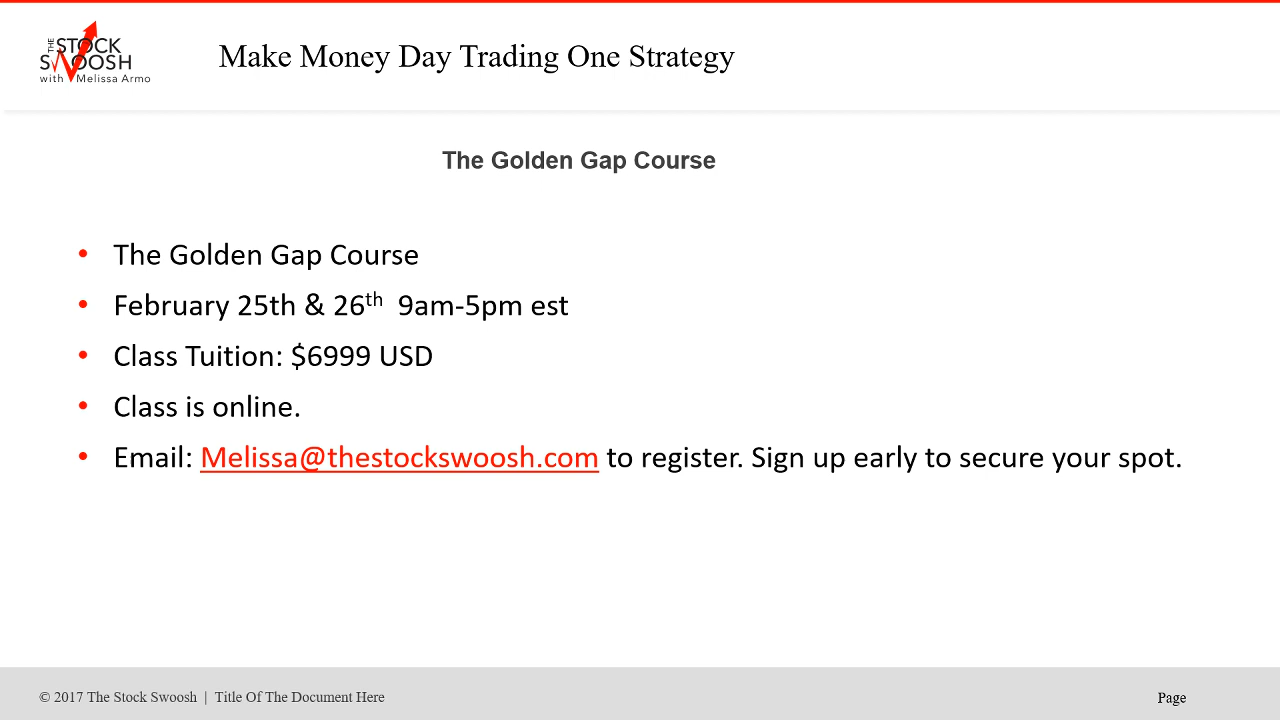 THE STOCK
SWOOSH
with Melissa Armo
Make Money Day Trading One Strategy
The Golden Gap Course
• The Golden Gap Course
• February 25th & 26th 9am-5pm est
• Class Tuition: $6999 USD
• Class is online.
• Email: Melissa@thestockswoosh.com to register. Sign up early to secure your spot.
© 2017 The Stock Swoosh | Title Of The Document Here
Page